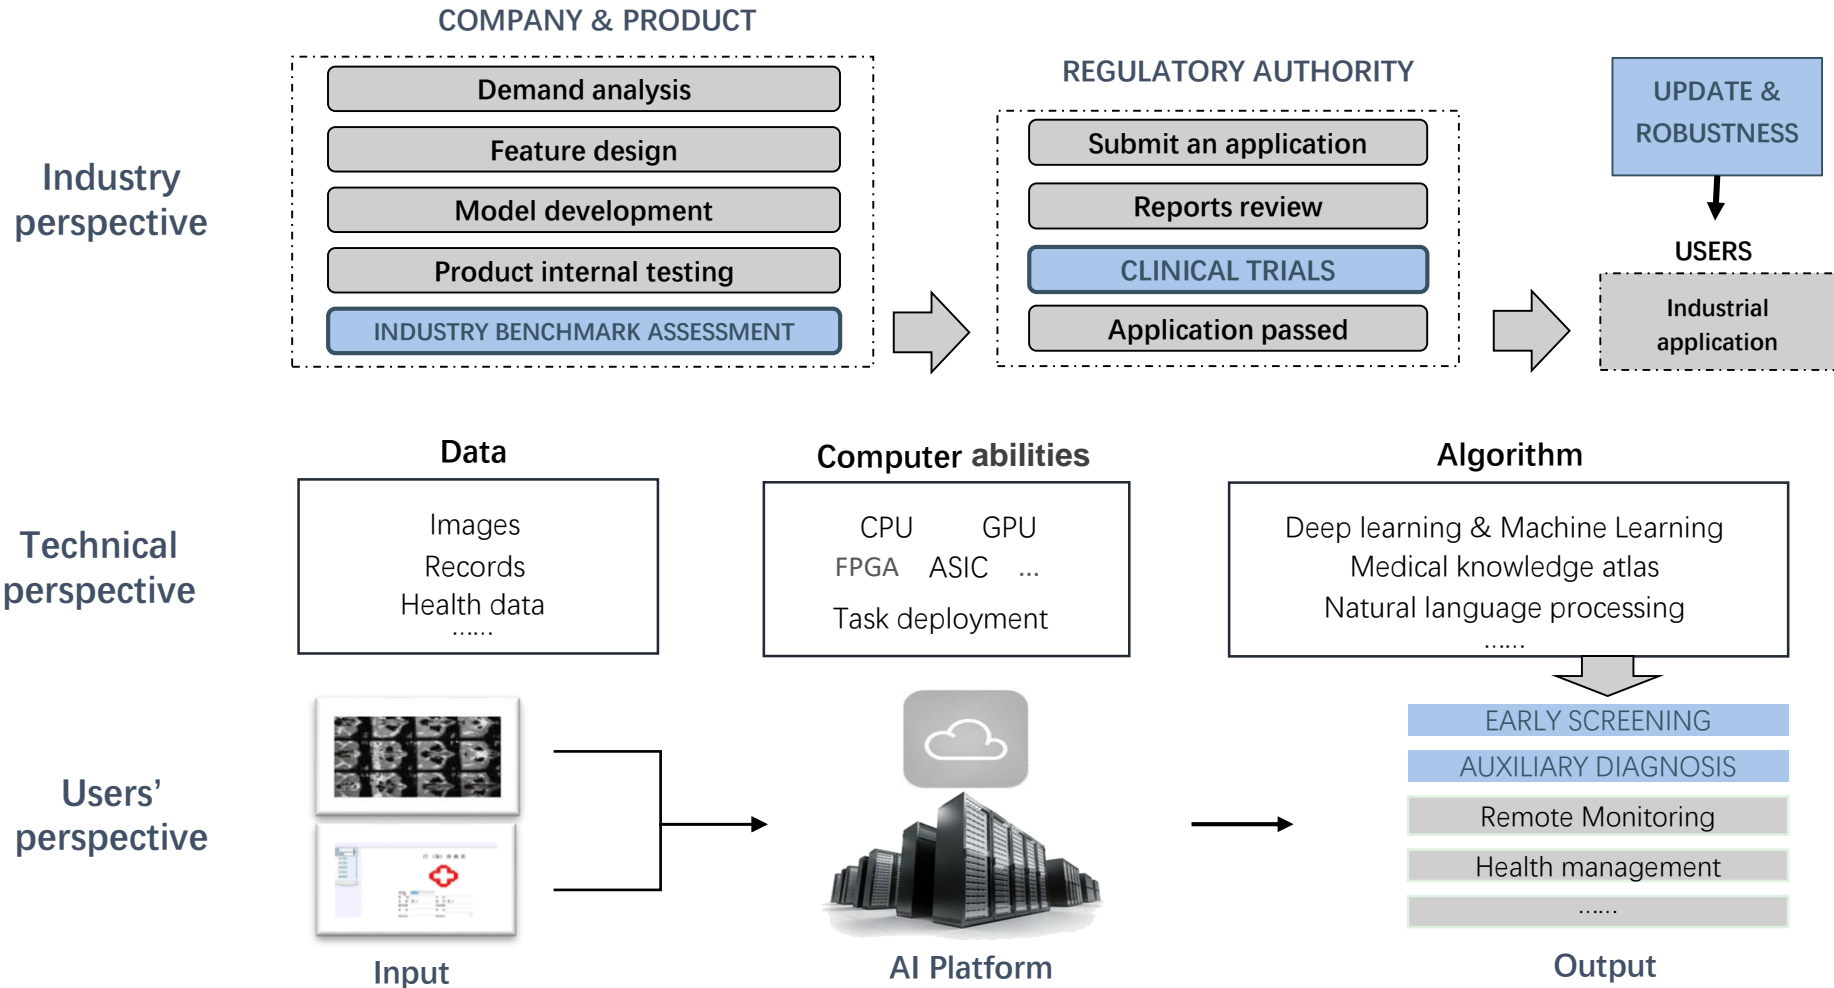 COMPANY & PRODUCT
Demand analysis
Feature design
Model development
Product internal testing
INDUSTRY BENCHMARK ASSESSMENT
REGULATORY AUTHORITY
Submit an application
Reports review
CLINICAL TRIALS
Application passed
UPDATE &
ROBUSTNESS
USERS
Industrial
application
Industry
perspective
Technical
perspective
Data
Images
Records
Health data
......
Computer abilities
CPU GPU
FPGA ASIC ...
Task deployment
Algorithm
Deep learning & Machine Learning
Medical knowledge atlas
Natural language processing
......
Users’
perspective
EARLY SCREENING
AUXILIARY DIAGNOSIS
Remote Monitoring
Health management
......
Input
AI Platform
Output